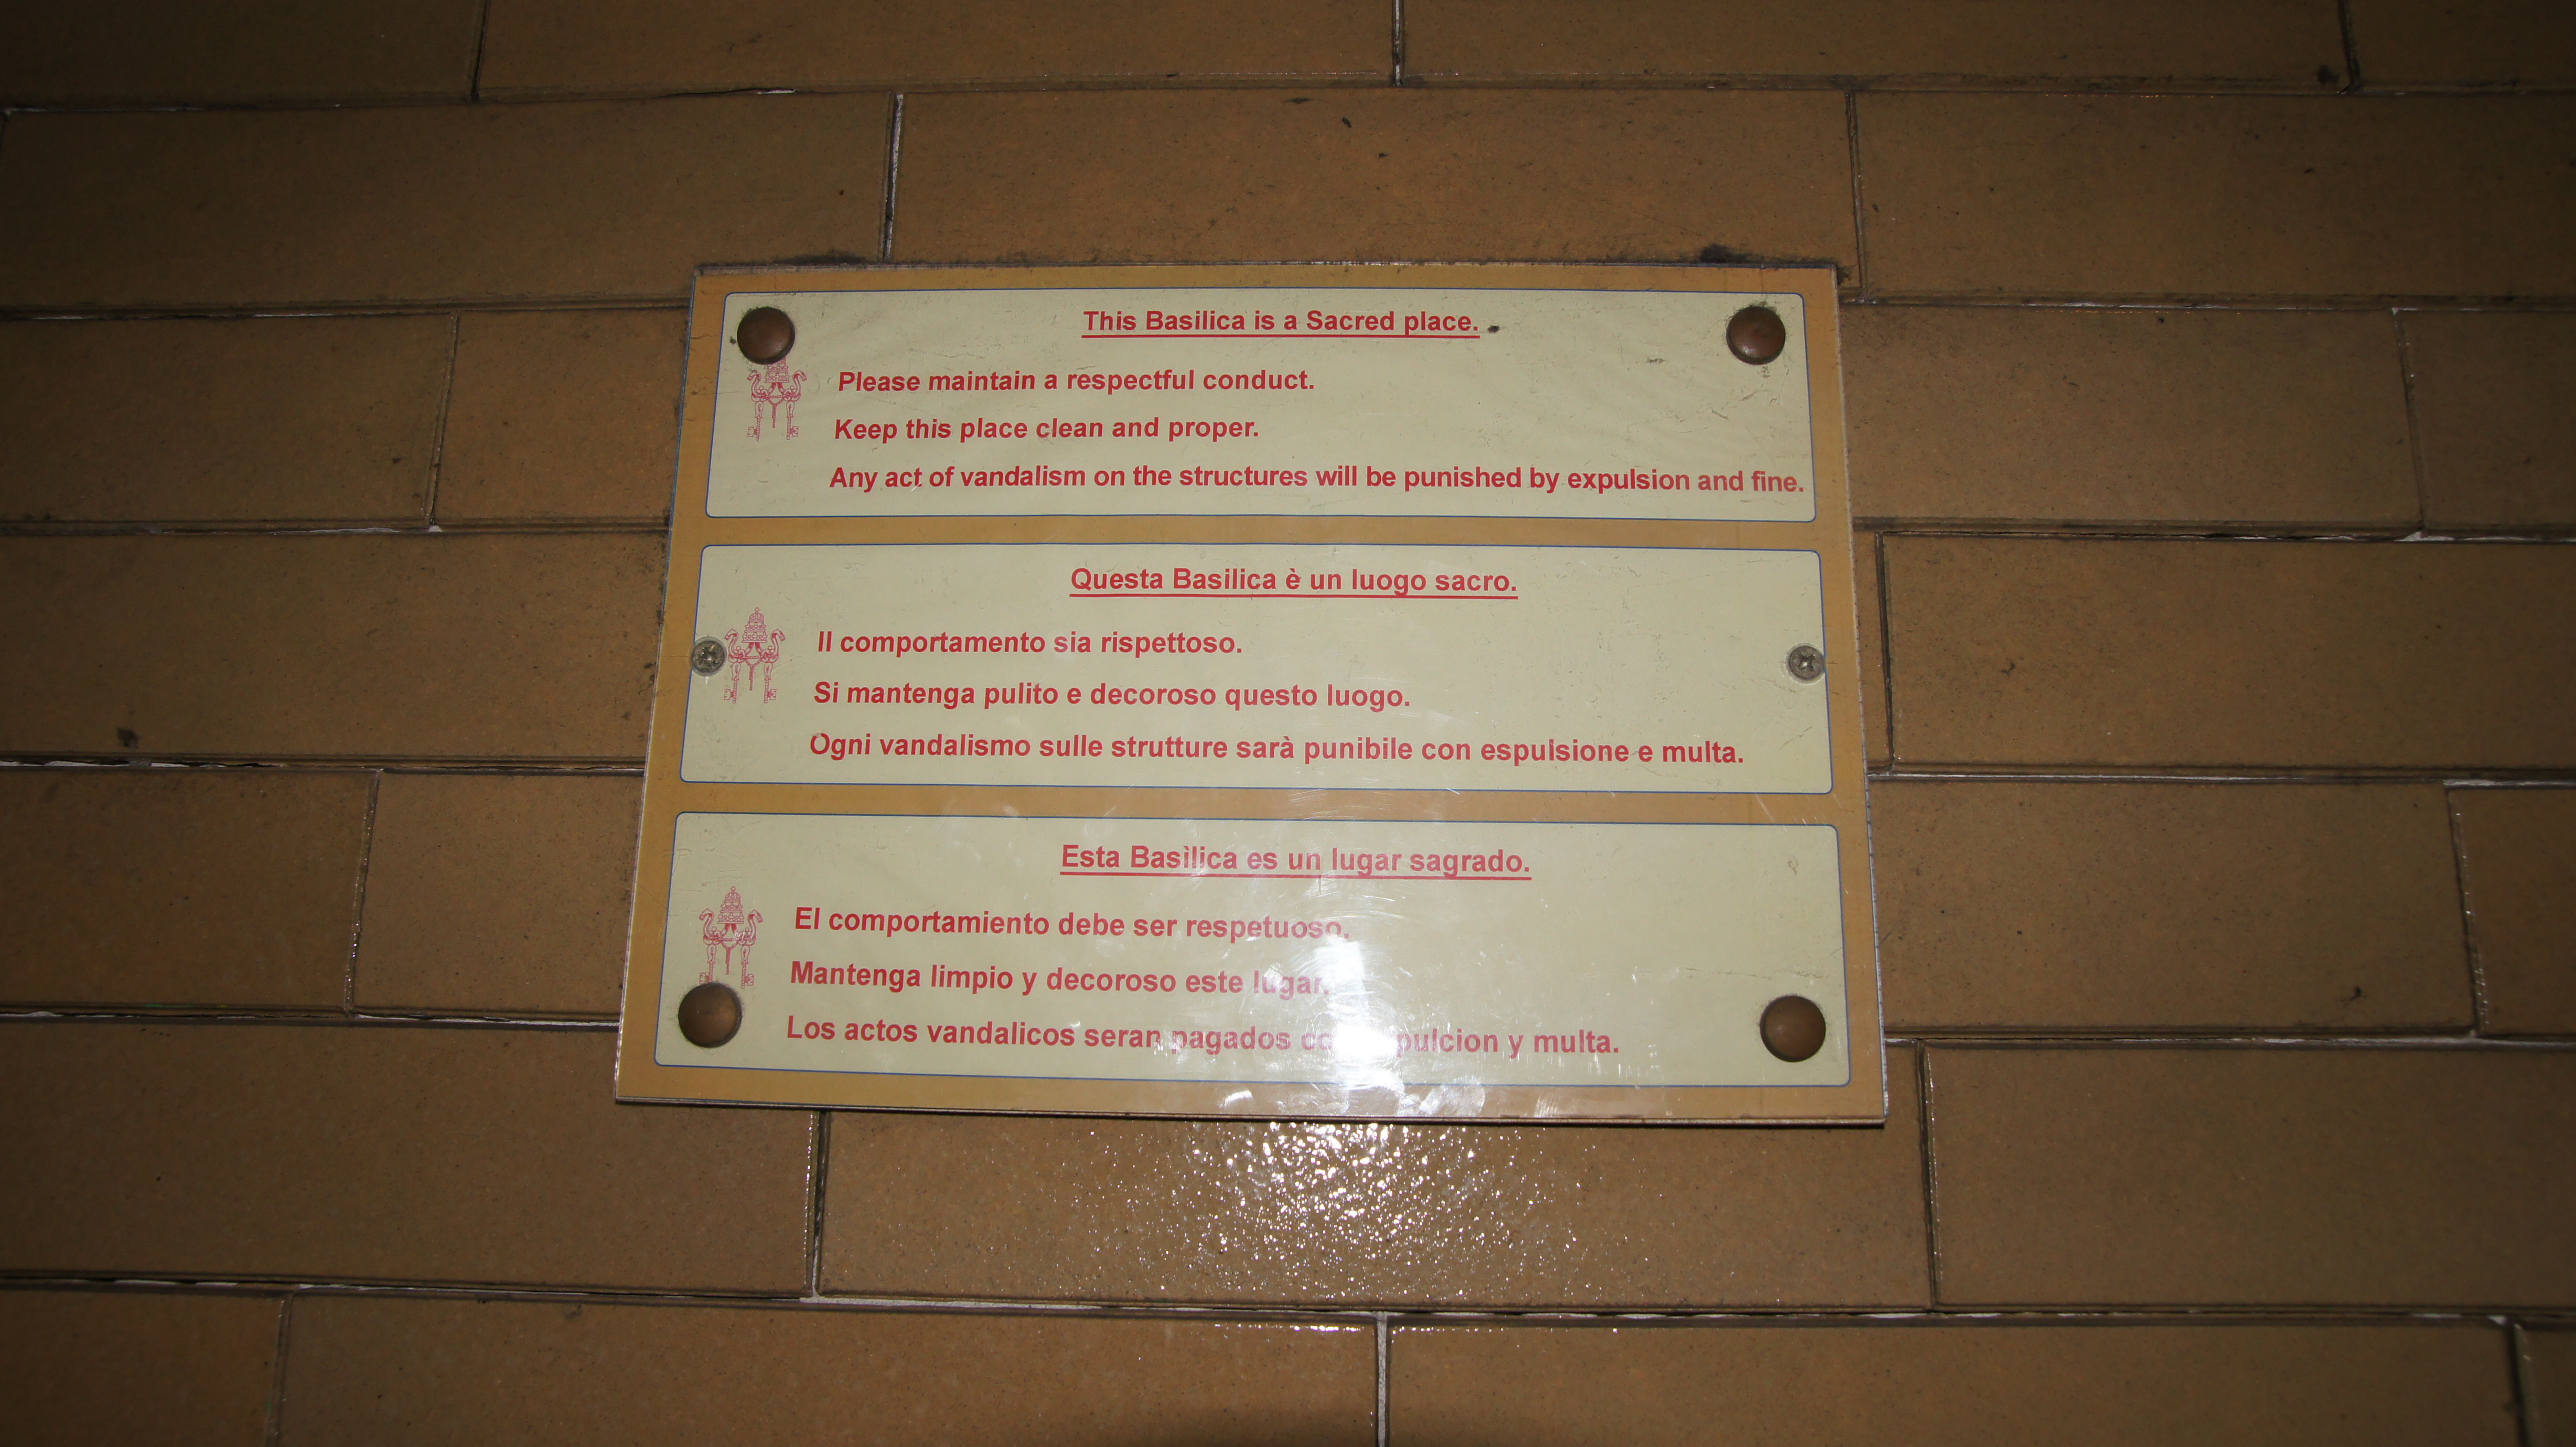 This Basilica is a Sacred place.
Please maintain a respectful conduct.
Keep this place clean and proper.
Any act of vandalism on the structures will be punished by expulsion and fine.
Questa Basilica è un luogo sacro.
Il comportamento sia rispettoso.
Si mantenga pulito e decoroso questo luogo.
Ogni vandalismo sulle strutture sarà punibile con espulsione e multa.
Esta Basìlica es un lugar sagrado.
El comportamiento debe ser respetuoso.
Mantenga limpio y decoroso este lugar.
Los actos vandalicos seran pagados y multa.